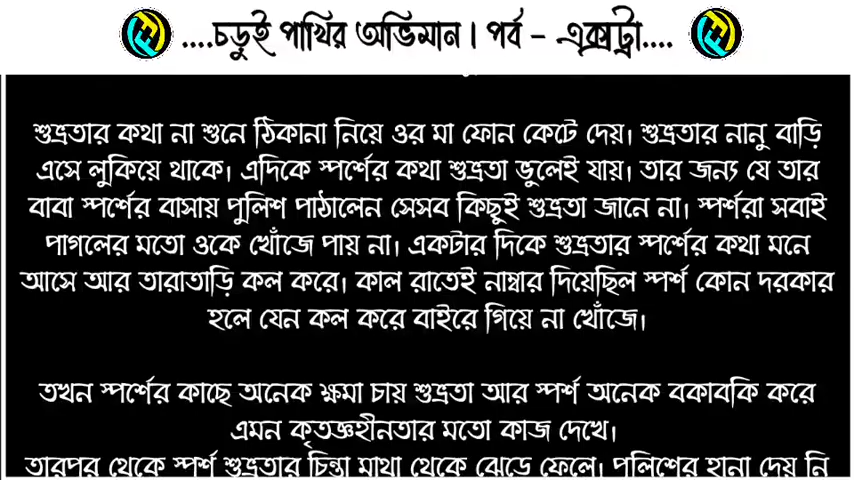 ....চড়ুই পাখির অভিমান। পর্ব - এক্সট্রা....
শুভ্রতার কথা না শুনে ঠিকানা নিয়ে ওর মা ফোন কেটে দেয়। শুভ্রতার নানু বাড়ি
এসে লুকিয়ে থাকে। এদিকে স্পর্শের কথা শুভ্রতা ভুলেই যায়। তার জন্য যে তার
বাবা স্পর্শের বাসায় পুলিশ পাঠালেন সেসব কিছুই শুভ্রতা জানে না। স্পর্শরা সবাই
পাগলের মতো ওকে খোঁজে পায় না। একটার দিকে শুভ্রতার স্পর্শের কথা মনে
আসে আর তারাতাড়ি কল করে। কাল রাতেই নাম্বার দিয়েছিল স্পর্শ কোন দরকার
হলে যেন কল করে বাইরে গিয়ে না খোঁজে।
তখন স্পর্শের কাছে অনেক ক্ষমা চায় শুভ্রতা আর স্পর্শ অনেক বকাবকি করে
এমন কৃতজ্ঞহীনতার মতো কাজ দেখে।
তারপর থেকে স্পর্শ শুভ্রতার চিন্তা মাথা থেকে ঝেড়ে ফেলে। পুলিশের হানা দেয় নি